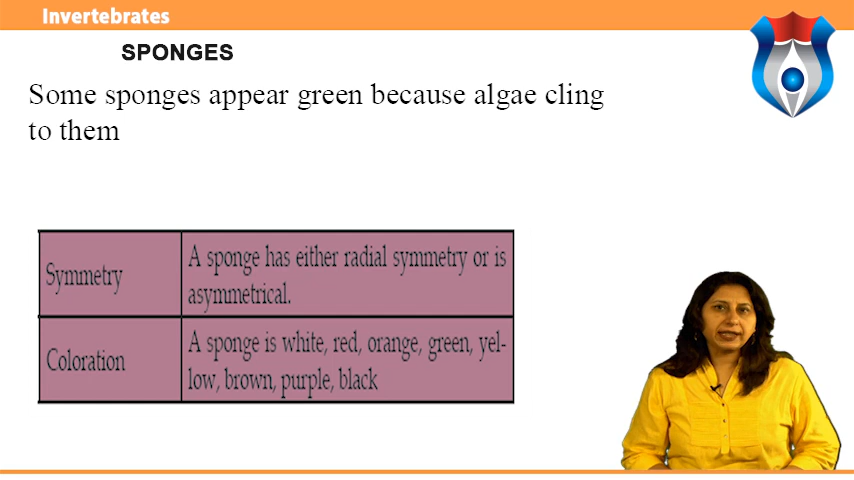 Invertebrates
SPONGES
Some sponges appear green because algae cling
to them
Symmetry
A sponge has either radial symmetry or is
asymmetrical.
Coloration
A sponge is white, red, orange, green, yel-
low, brown, purple, black